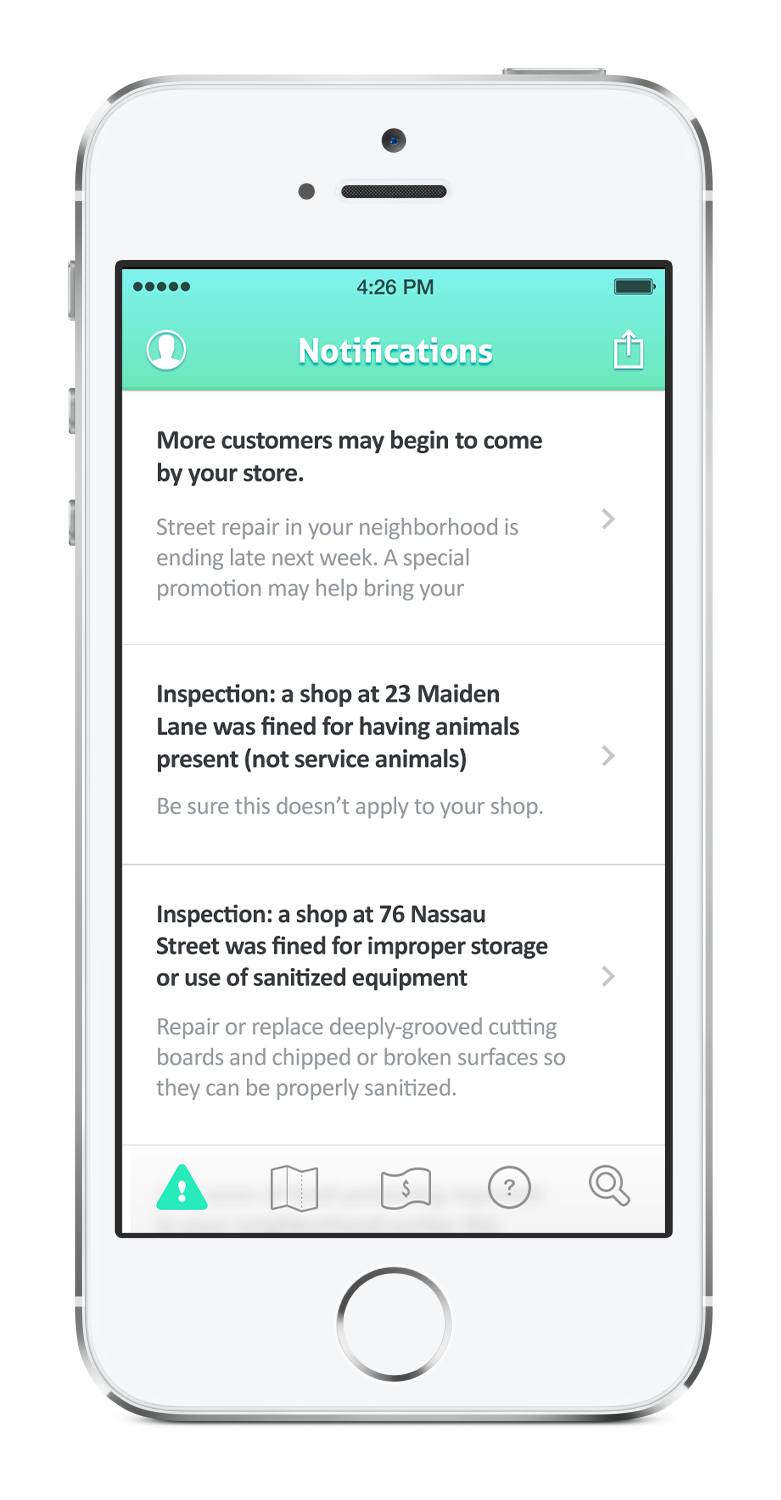 4:26 PM
Notifications
More customers may begin to come
by your store.
Street repair in your neighborhood is
ending late next week. A special
promotion may help bring your
Inspection: a shop at 23 Maiden
Lane was fined for having animals
present (not service animals)
Be sure this doesn’t apply to your shop.
Inspection: a shop at 76 Nassau
Street was fined for improper storage
or use of sanitized equipment
Repair or replace deeply-grooved cutting
boards and chipped or broken surfaces so
they can be properly sanitized.
! $ ?